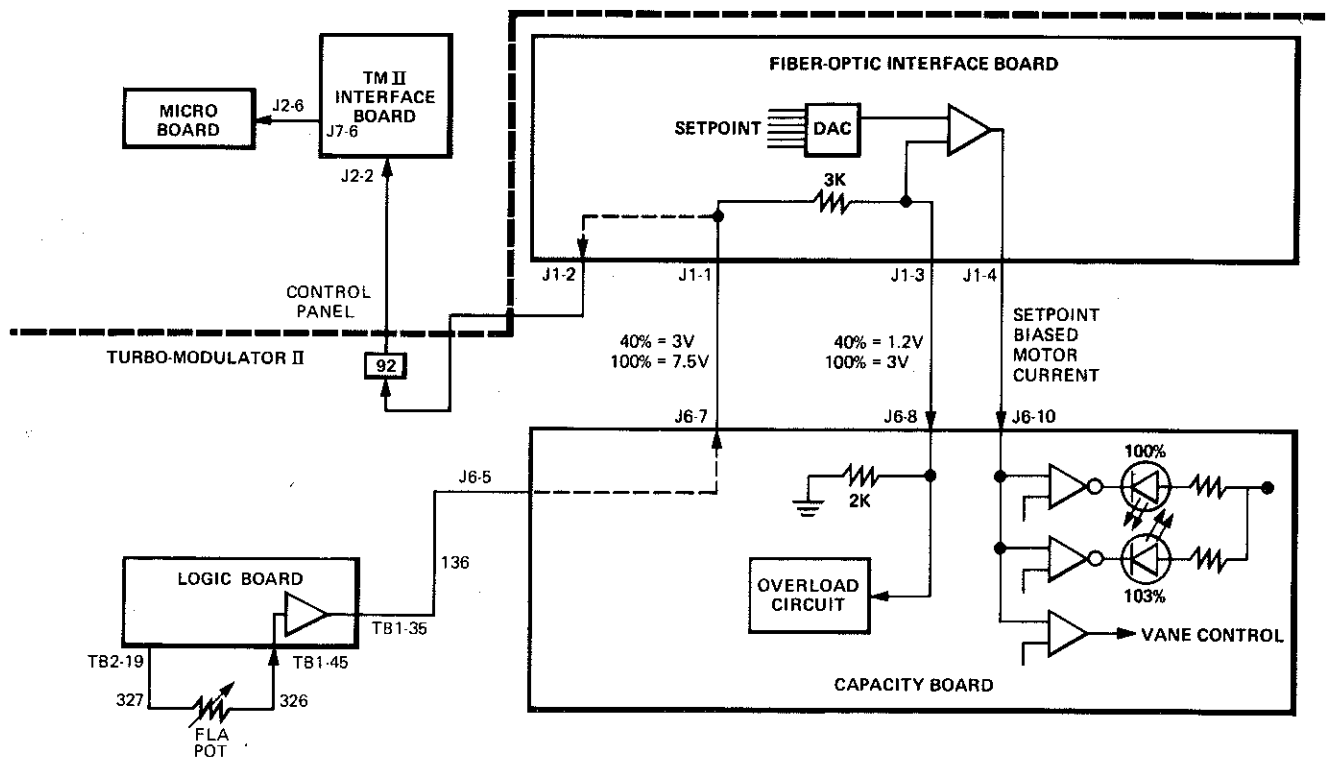 FIBER-OPTIC INTERFACE BOARD
TM II
INTERFACE
BOARD
MICRO
BOARD
J2-6
J7-6
J2-2
SETPOINT
DAC
3K
J1-2
J1-1
J1-3
J1-4
CONTROL
PANEL
TURBO-MODULATOR II
92
40% = 3V
100% = 7.5V
40% = 1.2V
100% = 3V
SETPOINT
BIASED
MOTOR
CURRENT
J6-7
J6-8
J6-10
J6-5
100%
2K
103%
OVERLOAD
CIRCUIT
VANE CONTROL
CAPACITY BOARD
LOGIC BOARD
136
TB1-35
TB2-19
TB1-45
327
326
FLA
POT